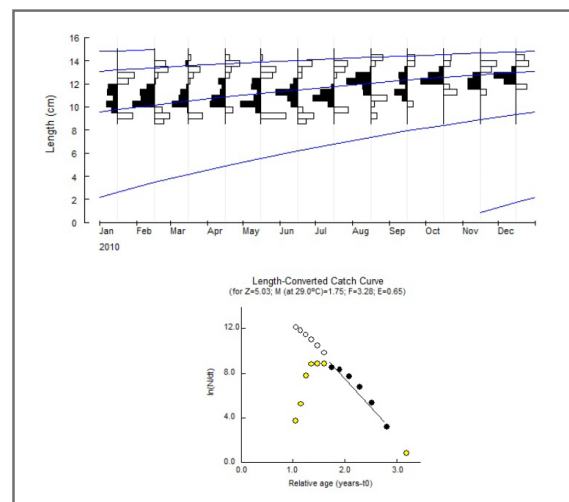 16
14
12
10
8
6
4
2
0
Length (cm)
Jan Feb Mar Apr May Jun Jul Aug Sep Oct Nov Dec
2010
Length-Converted Catch Curve
(for Z=5.03; M (at 29.0ºC)=1.75; F=3.28; E=0.65)
12.0
8.0
4.0
0.0
ln(N/dt)
0.0 1.0 2.0 3.0
Relative age (years-t0)